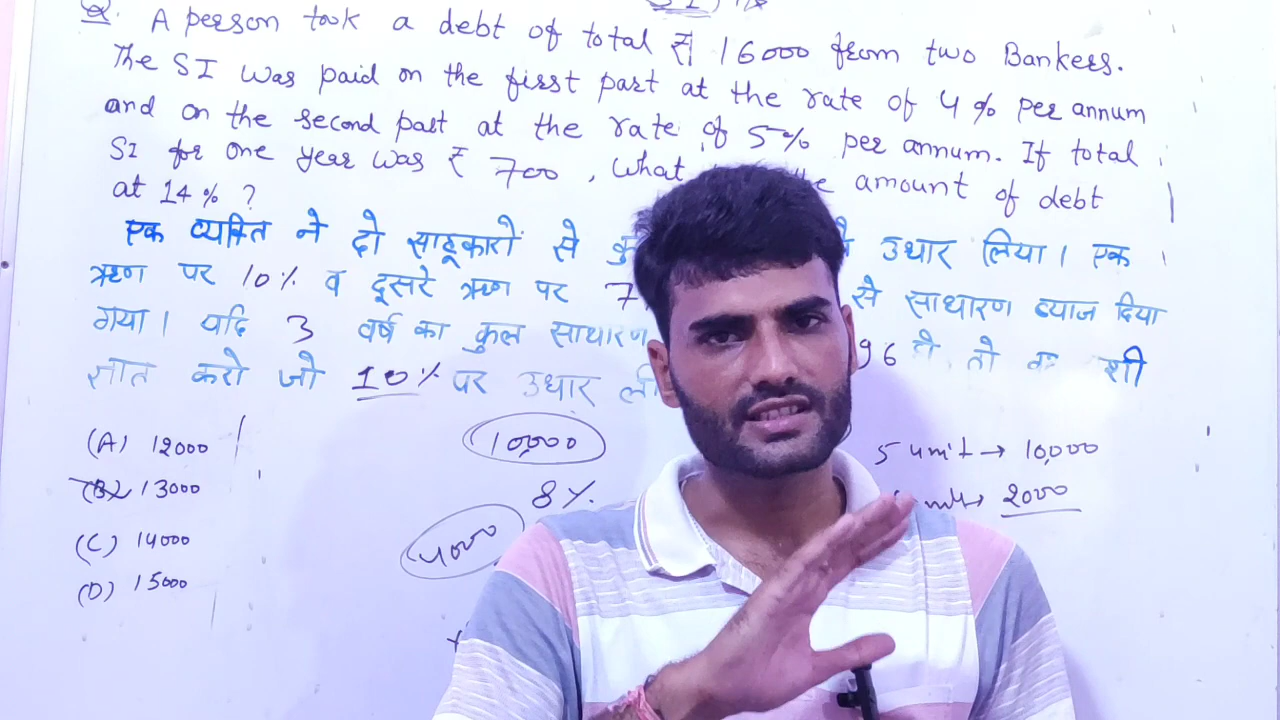 Q. A person took a debt of total ₹ 16000 from two Bankers.
The SI was paid on the first part at the rate of 4 % per annum
and on the second part at the rate of 5% per annum. If total
SI for one year was ₹ 700 , What amount of debt
at 14 % ?
एक व्यक्ति ने दो साहूकारों से उधार लिया। एक
ऋण पर 10% व दूसरे ऋण पर 7 से साधारण ब्याज दिया
गया। यदि 3 वर्ष का कुल साधारण 96 तो
ज्ञात करो जो 10% पर उधार ली
(A) 12000
(B) 13000
(C) 14000
(D) 15000
10,000
8 %.
4000
5 unit → 10,000
2000